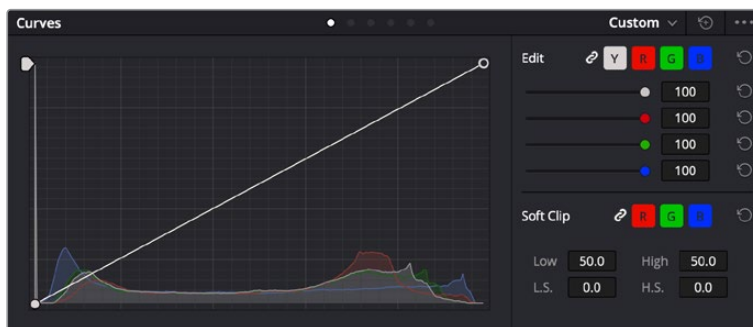 Curves
Custom
Edit Y R G B
100
100
100
100
Soft Clip R G B
Low 50.0 High 50.0
L.S. 0.0 H.S. 0.0